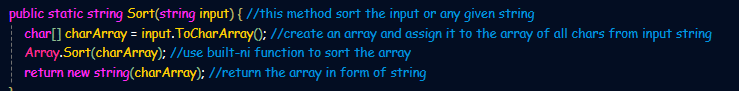 public static string Sort(string input) { //this method sort the input or any given string
char[] charArray = input.ToCharArray(); //create an array and assign it to the array of all chars from input string
Array.Sort(charArray); //use built-ni function to sort the array
return new string(charArray); //return the array in form of string
}